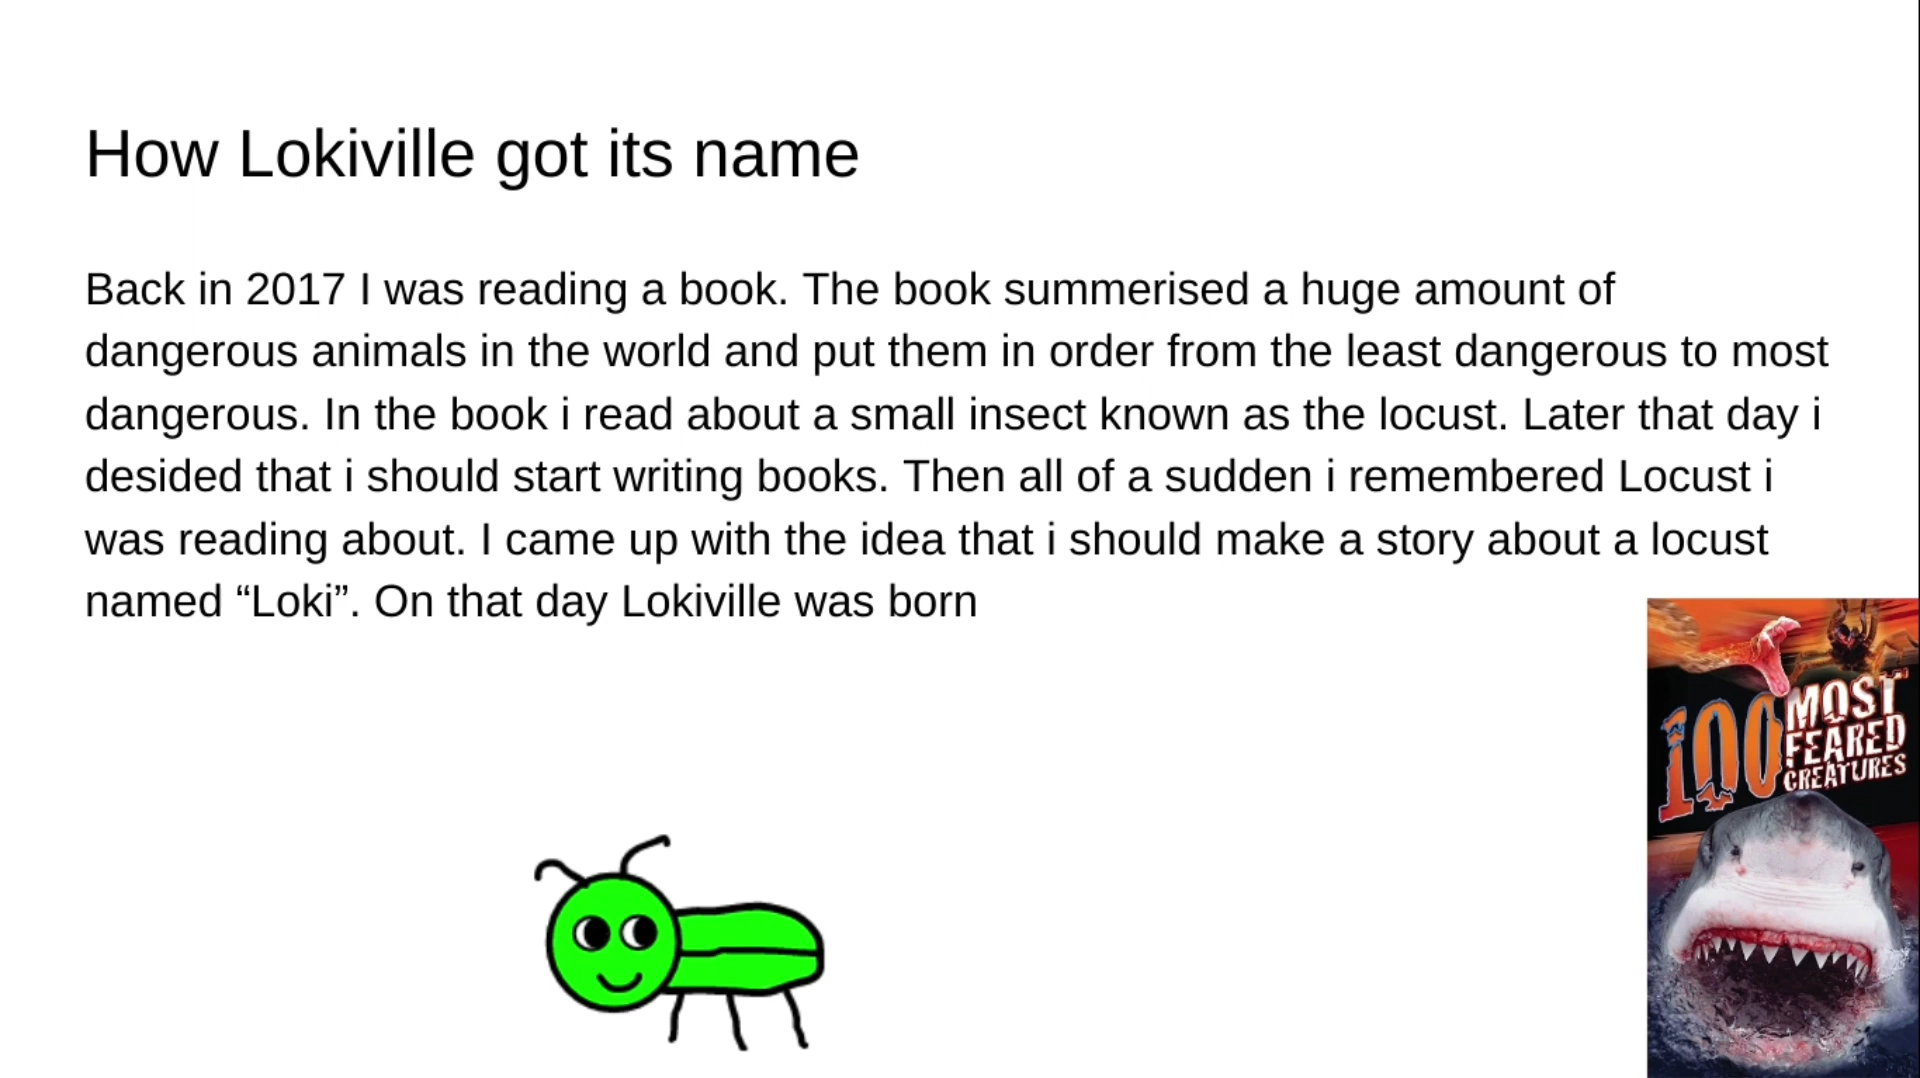 How Lokiville got its name
Back in 2017 I was reading a book. The book summerised a huge amount of
dangerous animals in the world and put them in order from the least dangerous to most
dangerous. In the book i read about a small insect known as the locust. Later that day i
desided that i should start writing books. Then all of a sudden i remembered Locust i
was reading about. I came up with the idea that i should make a story about a locust
named “Loki”. On that day Lokiville was born
100 MOST
FEARED
CREATURES